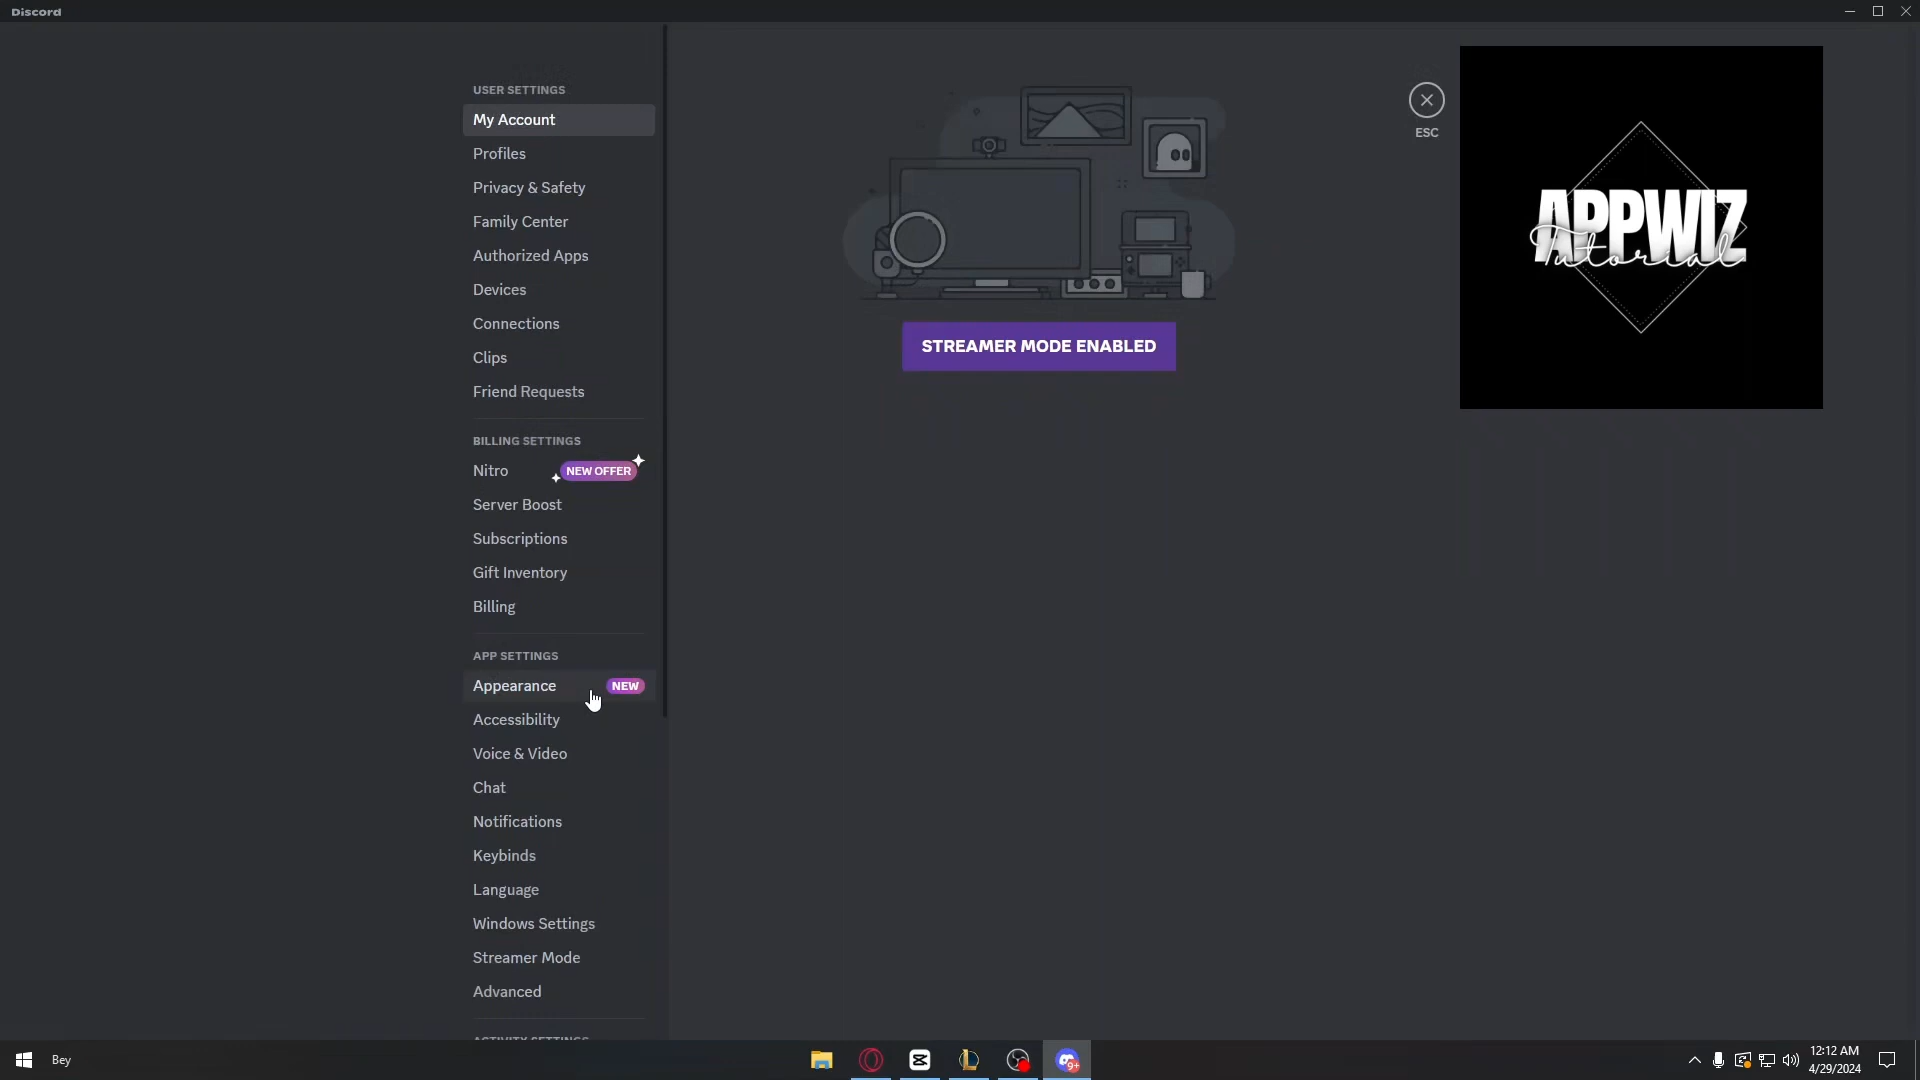 Discord
USER SETTINGS
My Account
Profiles
Privacy & Safety
Family Center
Authorized Apps
Devices
Connections
Clips
Friend Requests
BILLING SETTINGS
Nitro NEW OFFER
Server Boost
Subscriptions
Gift Inventory
Billing
APP SETTINGS
Appearance NEW
Accessibility
Voice & Video
Chat
Notifications
Keybinds
Language
Windows Settings
Streamer Mode
Advanced
ACTIVITY SETTINGS
STREAMER MODE ENABLED
ESC
APPWIZ
Tutorial
Bey
9+
12:12 AM
4/29/2024